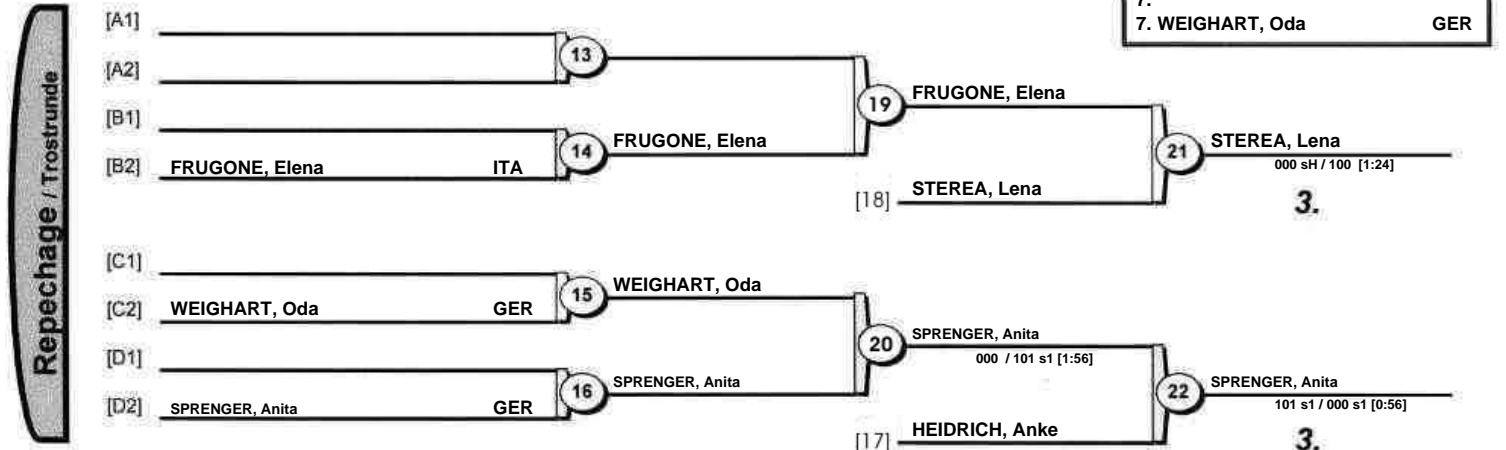 7.
7. WEIGHART, Oda GER
Repechage / Trostrunde
[A1]
13
[A2]
19 FRUGONE, Elena
[B1]
14 FRUGONE, Elena
21 STEREA, Lena
000 sH / 100 [1:24]
[B2] FRUGONE, Elena ITA
[18] STEREA, Lena
3.
[C1]
15 WEIGHART, Oda
[C2] WEIGHART, Oda GER
20 SPRENGER, Anita
000 / 101 s1 [1:56]
[D1]
16 SPRENGER, Anita
22 SPRENGER, Anita
101 s1 / 000 s1 [0:56]
[D2] SPRENGER, Anita GER
[17] HEIDRICH, Anke
3.